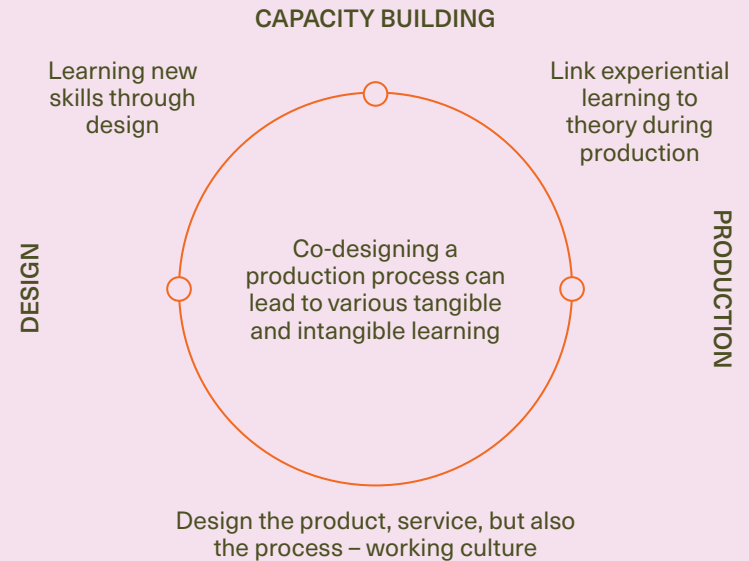 CAPACITY BUILDING
Learning new
skills through
design
Link experiential
learning to
theory during
production
DESIGN
Co-designing a
production process can
lead to various tangible
and intangible learning
PRODUCTION
Design the product, service, but also
the process – working culture